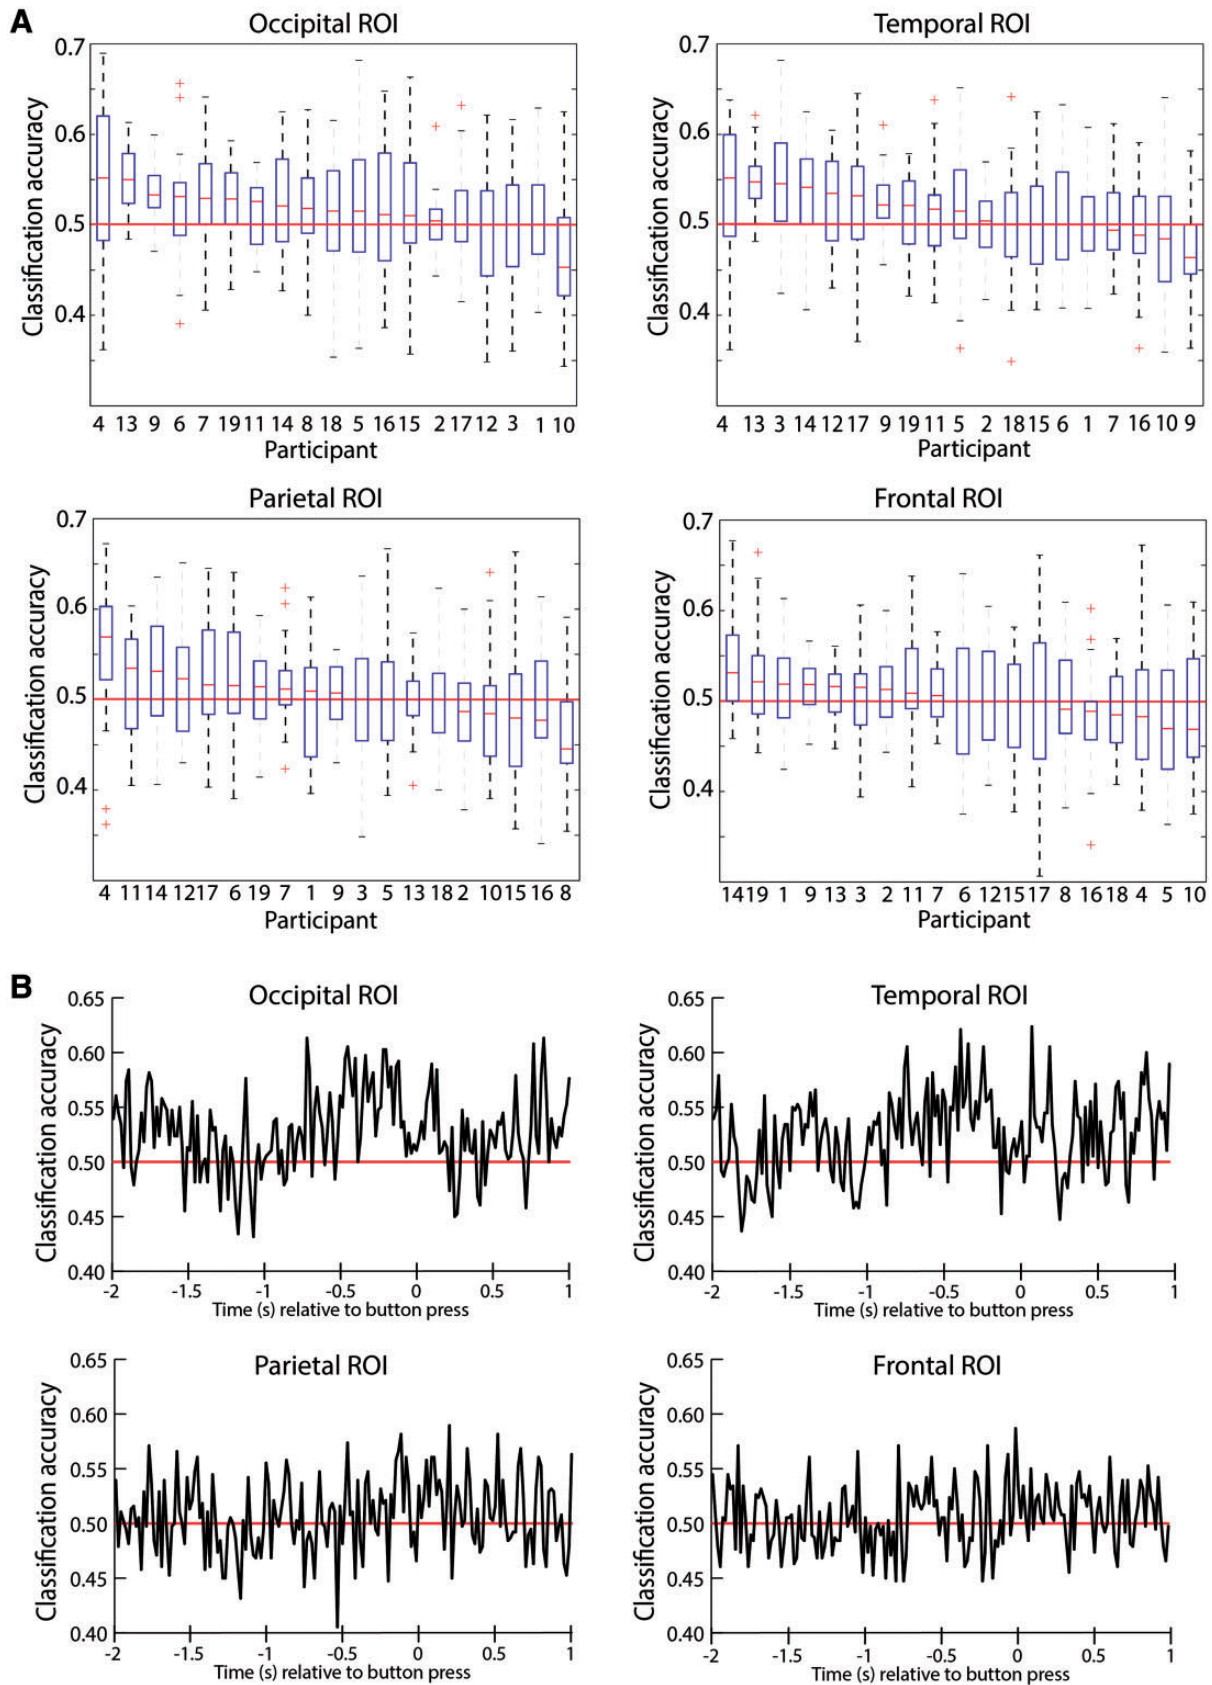 A
Occipital ROI
Temporal ROI
Classification accuracy
0.7
0.6
0.5
0.4
4 13 9 6 7 19 11 14 8 18 5 16 15 2 17 12 3 1 10
Participant
Classification accuracy
0.7
0.6
0.5
0.4
4 13 3 14 12 17 9 19 11 5 2 18 15 6 1 7 16 10 9
Participant
Parietal ROI
Frontal ROI
Classification accuracy
0.7
0.6
0.5
0.4
4 11 14 12 17 6 19 7 1 9 3 5 13 18 2 10 15 16 8
Participant
Classification accuracy
0.7
0.6
0.5
0.4
14 19 1 9 13 3 2 11 7 6 12 15 17 8 16 18 4 5 10
Participant
B
Occipital ROI
Temporal ROI
Classification accuracy
0.65
0.60
0.55
0.50
0.45
0.40
-2 -1.5 -1 -0.5 0 0.5 1
Time (s) relative to button press
Classification accuracy
0.65
0.60
0.55
0.50
0.45
0.40
-2 -1.5 -1 -0.5 0 0.5 1
Time (s) relative to button press
Parietal ROI
Frontal ROI
Classification accuracy
0.65
0.60
0.55
0.50
0.45
0.40
-2 -1.5 -1 -0.5 0 0.5 1
Time (s) relative to button press
Classification accuracy
0.65
0.60
0.55
0.50
0.45
0.40
-2 -1.5 -1 -0.5 0 0.5 1
Time (s) relative to button press